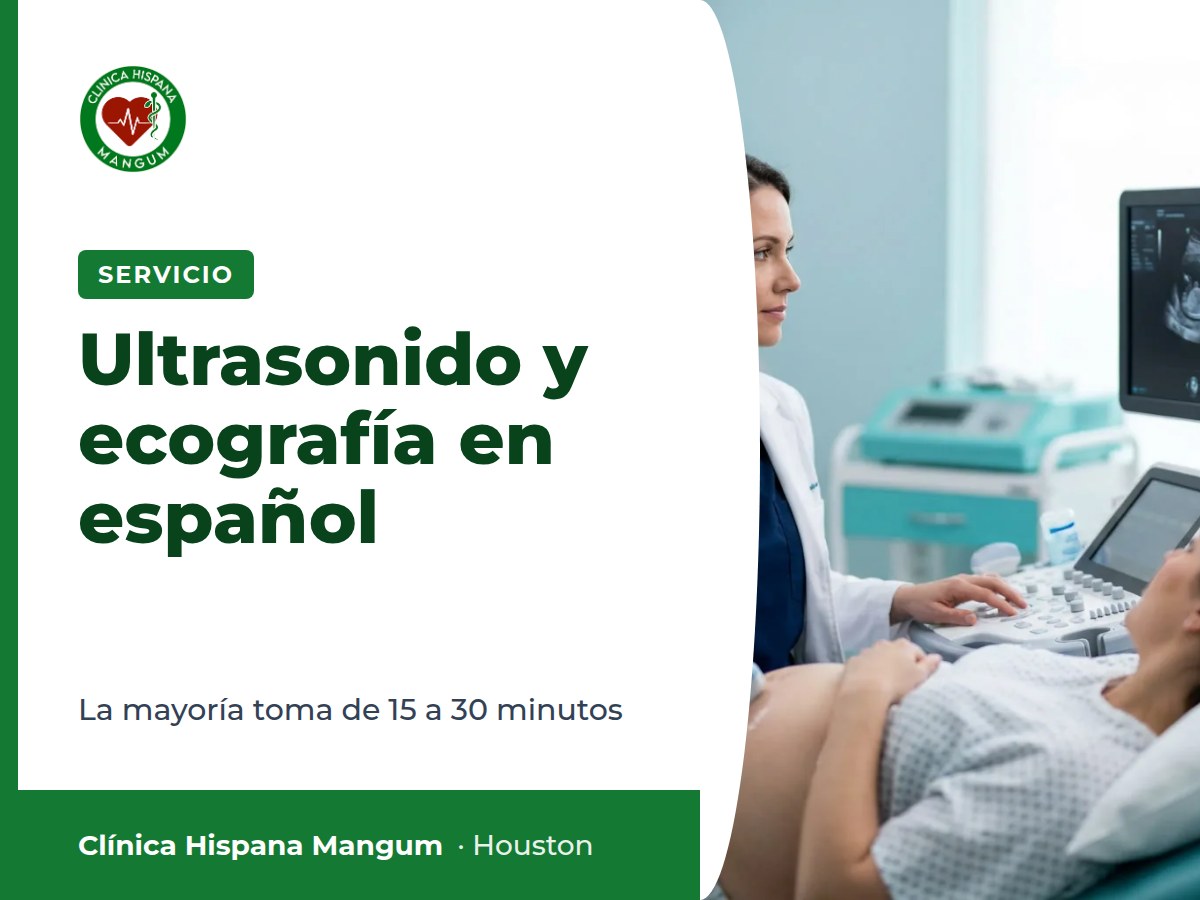 CLINICA HISPANA
MANGUM
SERVICIO
Ultrasonido y
ecografía en
español
La mayoría toma de 15 a 30 minutos
Clínica Hispana Mangum · Houston